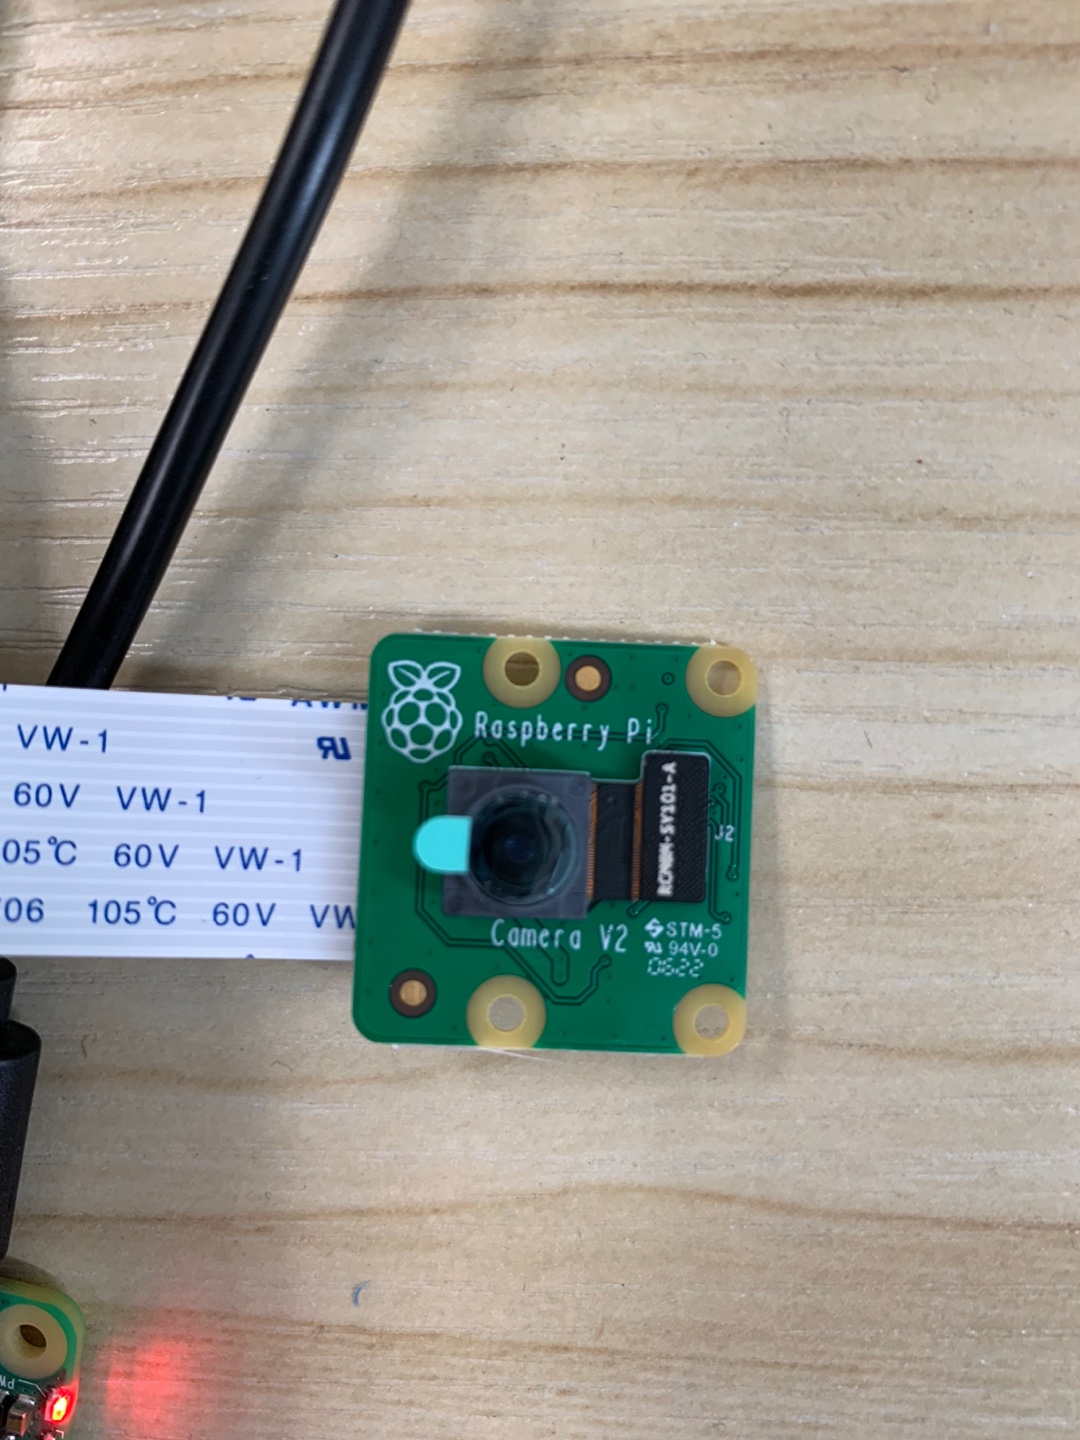 VW-1
60V VW-1
05°C 60V VW-1
06 105°C 60V VW
Raspberry Pi
RCMBM-SY101-A
J2
Camera V2
STM-5
94V-0
0622